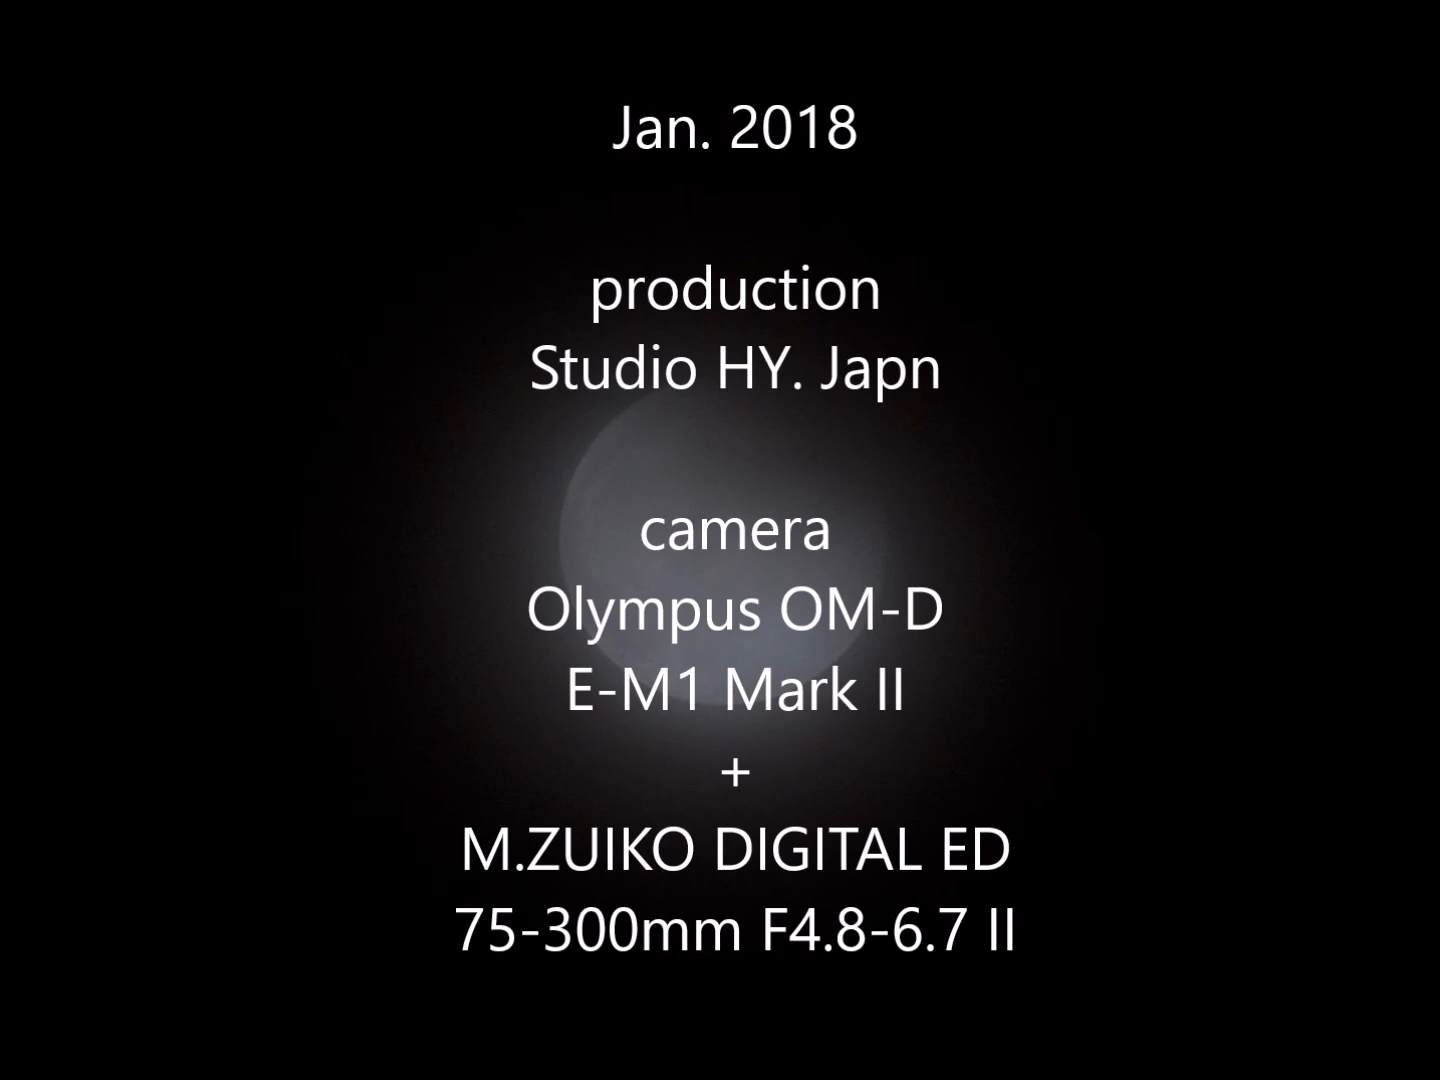 Jan. 2018
production
Studio HY. Japn
camera
Olympus OM-D
E-M1 Mark II
+
M.ZUIKO DIGITAL ED
75-300mm F4.8-6.7 II